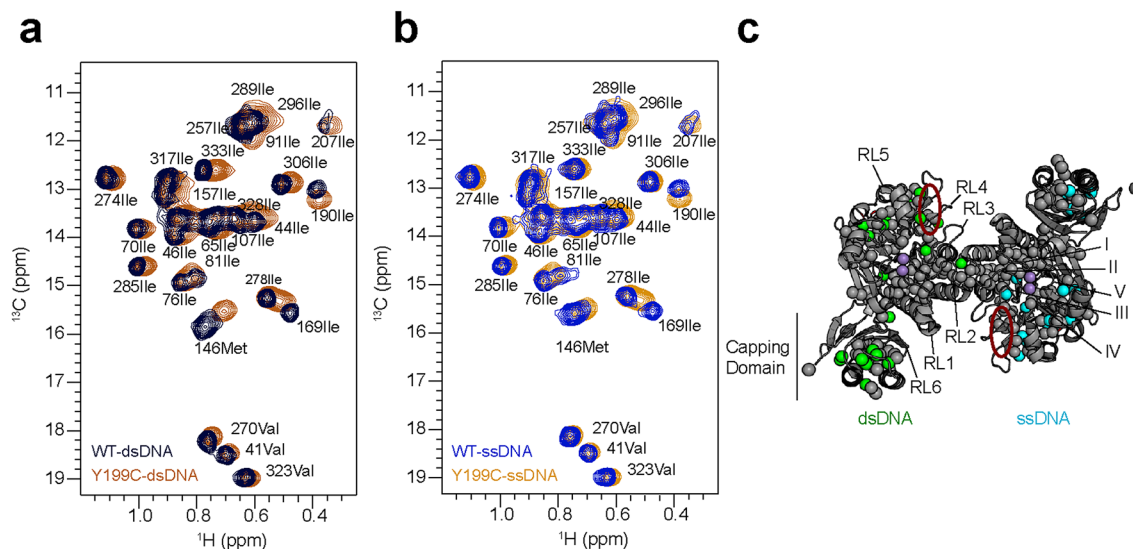 a
11
12
13
14
15
16
17
18
19
13C (ppm)
289Ile
296Ile
257Ile
91Ile
207Ile
317Ile
333Ile
306Ile
274Ile
157Ile
190Ile
328Ile
44Ile
70Ile
46Ile
65Ile
107Ile
81Ile
285Ile
76Ile
278Ile
169Ile
146Met
270Val
41Val
323Val
WT-dsDNA
Y199C-dsDNA
1.0
0.8
0.6
0.4
1H (ppm)
b
11
12
13
14
15
16
17
18
19
13C (ppm)
289Ile
296Ile
257Ile
91Ile
207Ile
317Ile
333Ile
306Ile
274Ile
157Ile
190Ile
328Ile
44Ile
70Ile
46Ile
65Ile
107Ile
81Ile
285Ile
76Ile
278Ile
169Ile
146Met
270Val
41Val
323Val
WT-ssDNA
Y199C-ssDNA
1.0
0.8
0.6
0.4
1H (ppm)
c
RL5
RL4
RL3
I
II
V
III
IV
RL2
RL1
RL6
Capping
Domain
dsDNA
ssDNA